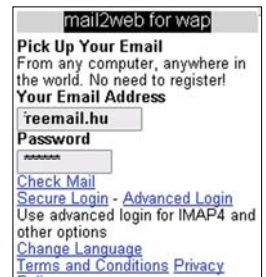 mail2web for wap
Pick Up Your Email
From any computer, anywhere in
the world. No need to register!
Your Email Address
freemail.hu
Password
******
Check Mail
Secure Login - Advanced Login
Use advanced login for IMAP4 and
other options
Change Language
Terms and Conditions Privacy
Policy